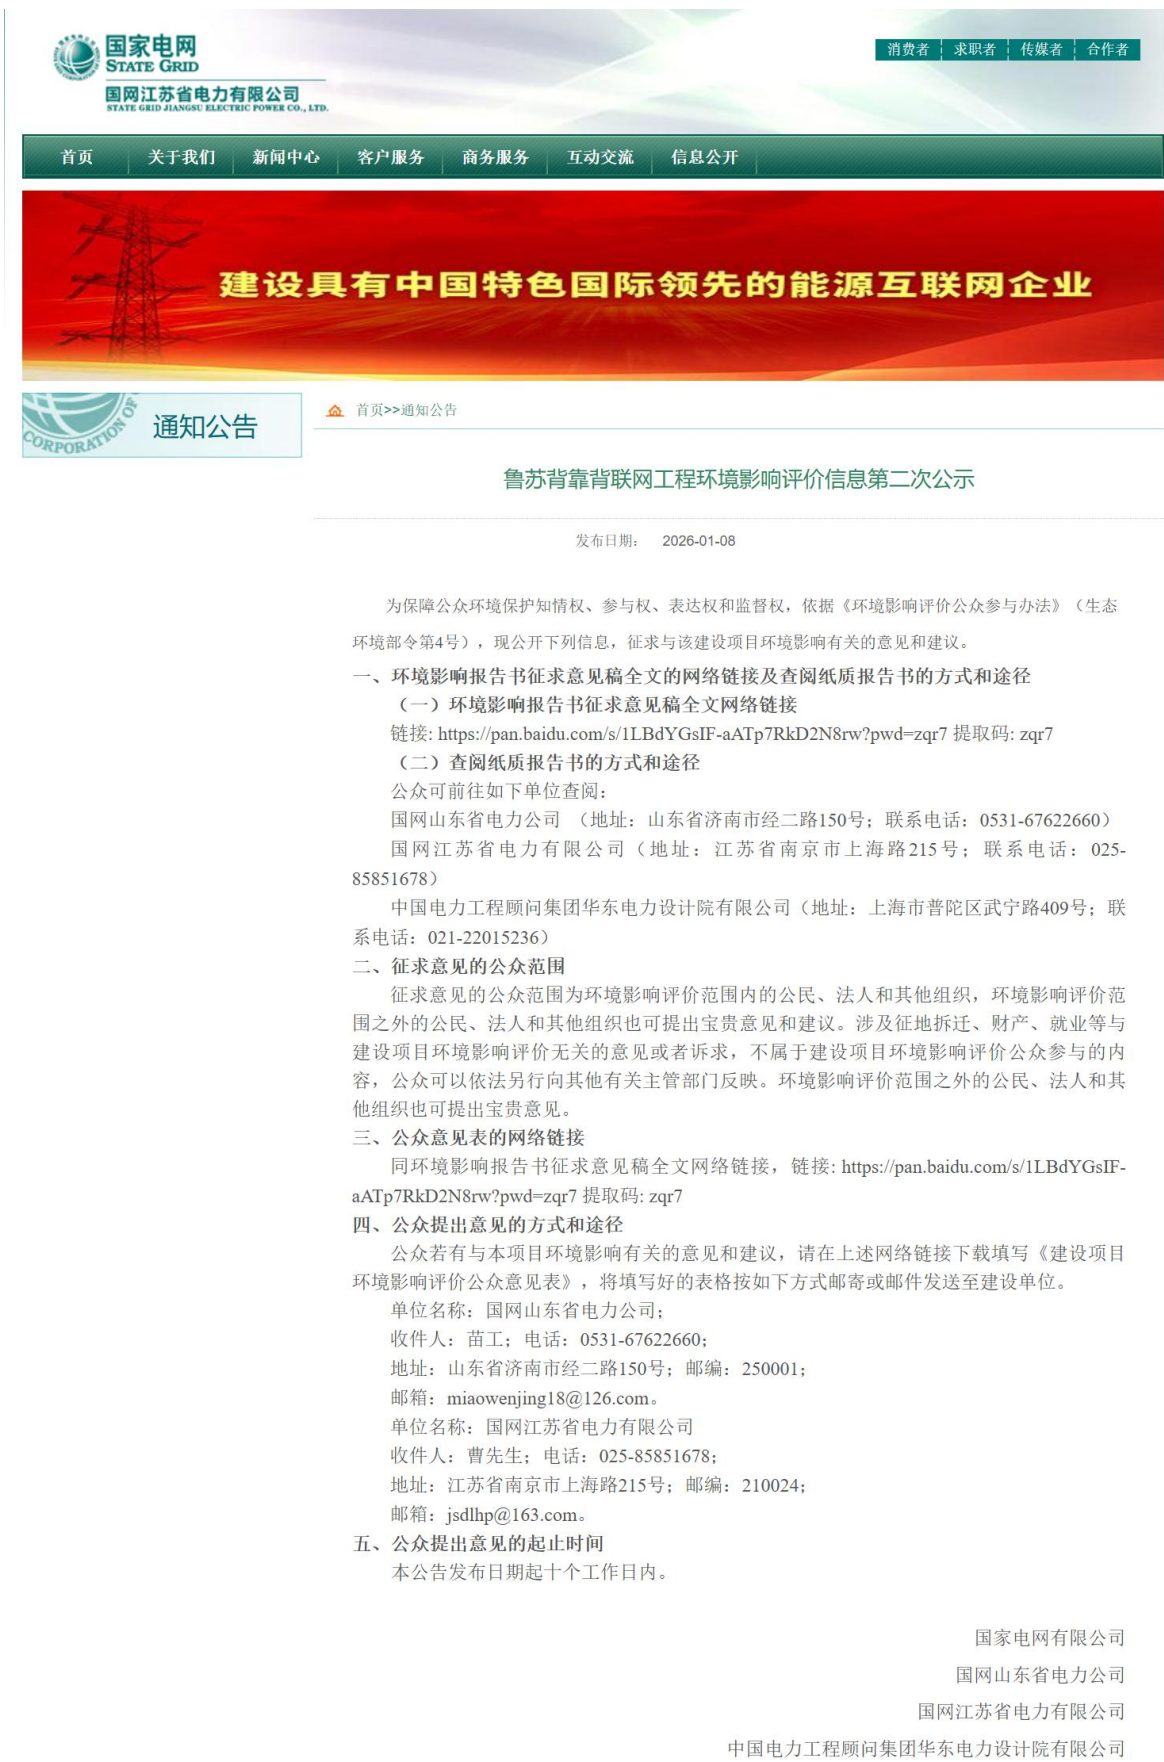 国家电网
STATE GRID
国网江苏省电力有限公司
STATE GRID JIANGSU ELECTRIC POWER CO., LTD.
消费者 求职者 传媒者 合作者
首页 关于我们 新闻中心 客户服务 商务服务 互动交流 信息公开
建设具有中国特色国际领先的能源互联网企业
CORPORATION OF
通知公告
首页>>通知公告
鲁苏背靠背联网工程环境影响评价信息第二次公示
发布日期： 2026-01-08
为保障公众环境保护知情权、参与权、表达权和监督权，依据《环境影响评价公众参与办法》（生态
环境部令第4号），现公开下列信息，征求与该建设项目环境影响有关的意见和建议。
一、环境影响报告书征求意见稿全文的网络链接及查阅纸质报告书的方式和途径
（一）环境影响报告书征求意见稿全文网络链接
链接: https://pan.baidu.com/s/1LBdYGsIF-aATp7RkD2N8rw?pwd=zqr7 提取码: zqr7
（二）查阅纸质报告书的方式和途径
公众可前往如下单位查阅：
国网山东省电力公司 （地址：山东省济南市经二路150号；联系电话：0531-67622660）
国网江苏省电力有限公司（地址：江苏省南京市上海路215号；联系电话：025-
85851678）
中国电力工程顾问集团华东电力设计院有限公司（地址：上海市普陀区武宁路409号；联
系电话：021-22015236）
二、征求意见的公众范围
征求意见的公众范围为环境影响评价范围内的公民、法人和其他组织，环境影响评价范
围之外的公民、法人和其他组织也可提出宝贵意见和建议。涉及征地拆迁、财产、就业等与
建设项目环境影响评价无关的意见或者诉求，不属于建设项目环境影响评价公众参与的内
容，公众可以依法另行向其他有关主管部门反映。环境影响评价范围之外的公民、法人和其
他组织也可提出宝贵意见。
三、公众意见表的网络链接
同环境影响报告书征求意见稿全文网络链接，链接: https://pan.baidu.com/s/1LBdYGsIF-
aATp7RkD2N8rw?pwd=zqr7 提取码: zqr7
四、公众提出意见的方式和途径
公众若有与本项目环境影响有关的意见和建议，请在上述网络链接下载填写《建设项目
环境影响评价公众意见表》，将填写好的表格按如下方式邮寄或邮件发送至建设单位。
单位名称：国网山东省电力公司；
收件人：苗工；电话：0531-67622660；
地址：山东省济南市经二路150号；邮编：250001；
邮箱：miaowenjing18@126.com。
单位名称：国网江苏省电力有限公司
收件人：曹先生；电话：025-85851678；
地址：江苏省南京市上海路215号；邮编：210024；
邮箱：jsdlhp@163.com。
五、公众提出意见的起止时间
本公告发布日期起十个工作日内。
国家电网有限公司
国网山东省电力公司
国网江苏省电力有限公司
中国电力工程顾问集团华东电力设计院有限公司